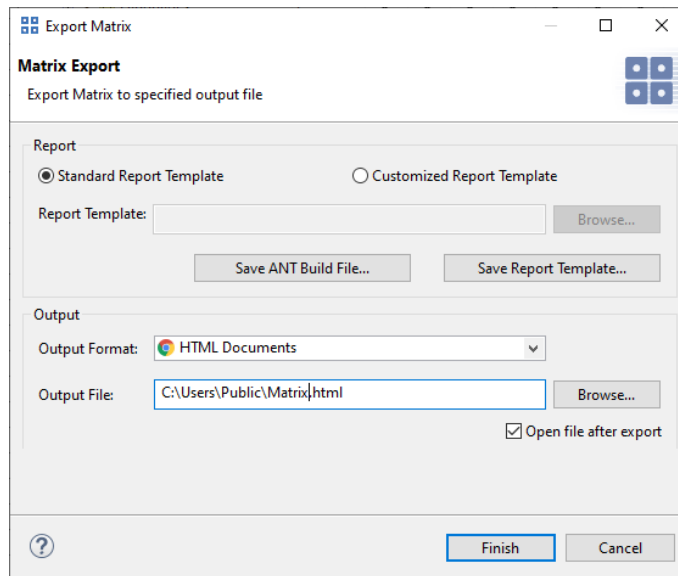 Export Matrix
Matrix Export
Export Matrix to specified output file
Report
Standard Report Template
Customized Report Template
Report Template:
Browse...
Save ANT Build File...
Save Report Template...
Output
Output Format:
HTML Documents
Output File:
C:\Users\Public\Matrix.html
Browse...
Open file after export
?
Finish
Cancel